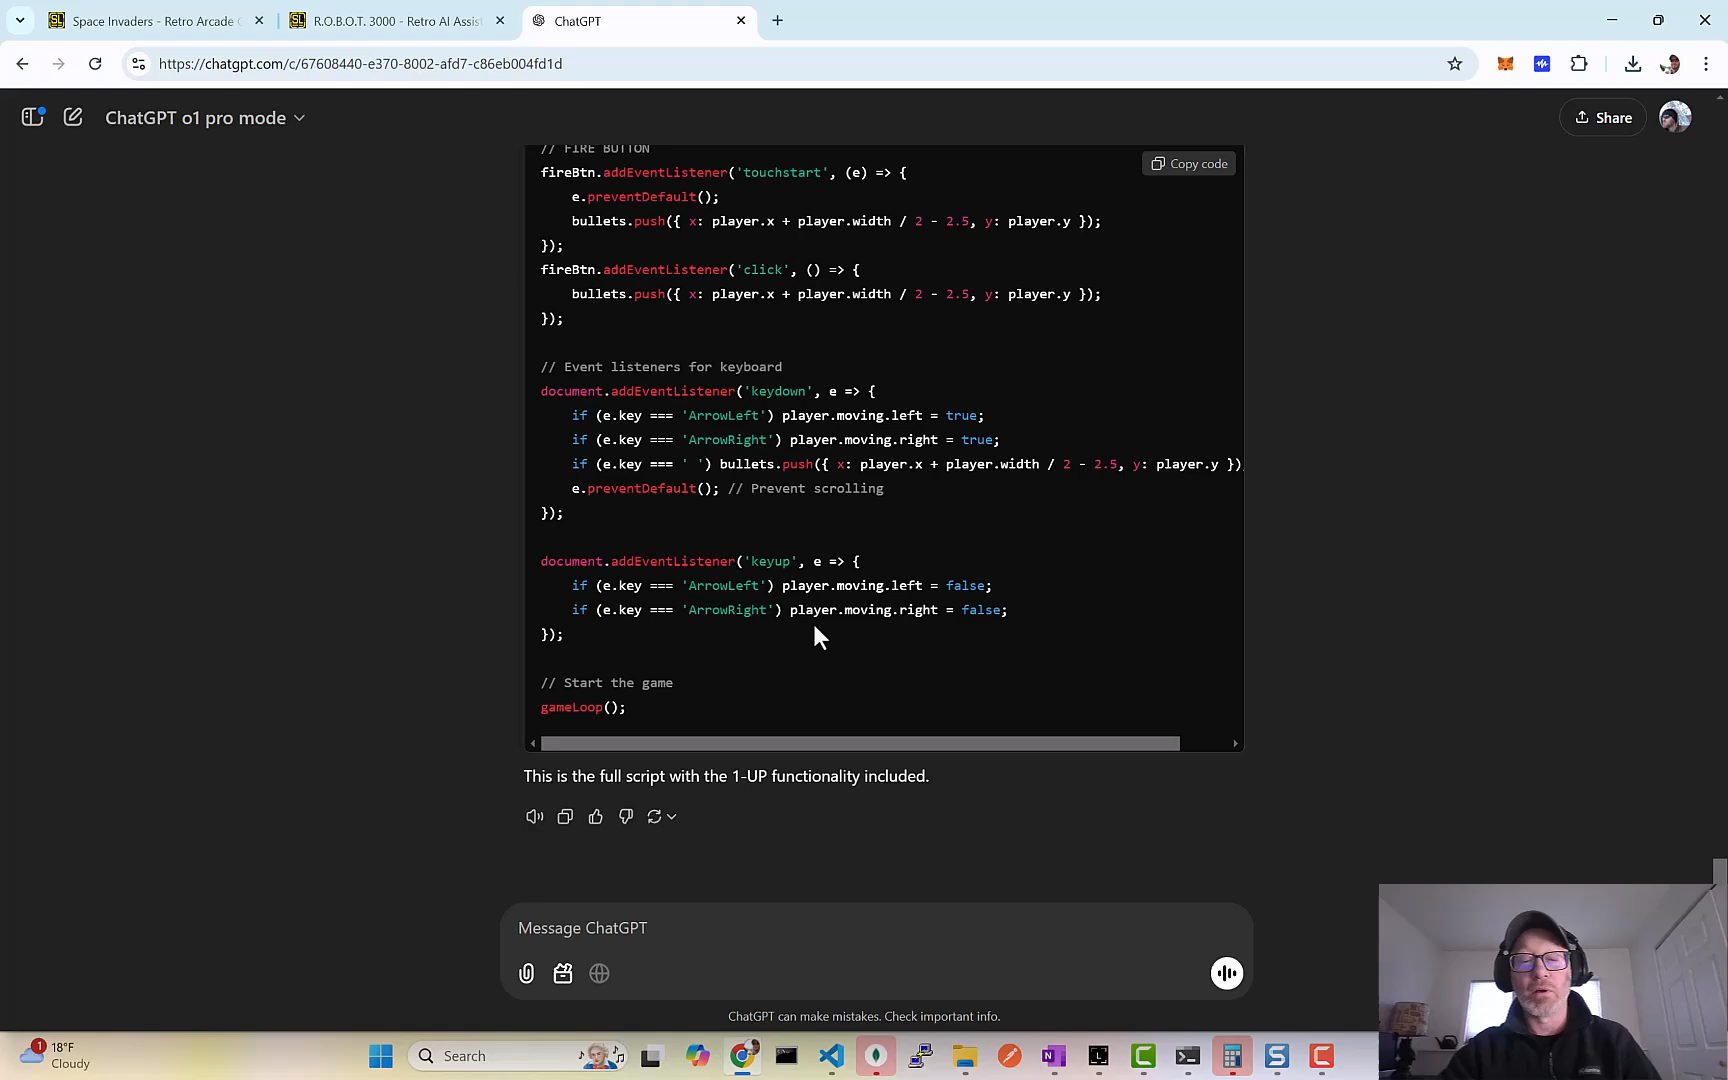 Space Invaders - Retro Arcade G
R.O.B.O.T. 3000 - Retro AI Assis
ChatGPT
https://chatgpt.com/c/67608440-e370-8002-afd7-c86eb004fd1d
ChatGPT o1 pro mode
Share
// FIRE BUTTON
Copy code
fireBtn.addEventListener('touchstart', (e) => {
e.preventDefault();
bullets.push({ x: player.x + player.width / 2 - 2.5, y: player.y });
});
fireBtn.addEventListener('click', () => {
bullets.push({ x: player.x + player.width / 2 - 2.5, y: player.y });
});
// Event listeners for keyboard
document.addEventListener('keydown', e => {
if (e.key === 'ArrowLeft') player.moving.left = true;
if (e.key === 'ArrowRight') player.moving.right = true;
if (e.key === ' ') bullets.push({ x: player.x + player.width / 2 - 2.5, y: player.y })
e.preventDefault(); // Prevent scrolling
});
document.addEventListener('keyup', e => {
if (e.key === 'ArrowLeft') player.moving.left = false;
if (e.key === 'ArrowRight') player.moving.right = false;
});
// Start the game
gameLoop();
This is the full script with the 1-UP functionality included.
Message ChatGPT
ChatGPT can make mistakes. Check important info.
1
18°F
Cloudy
Search